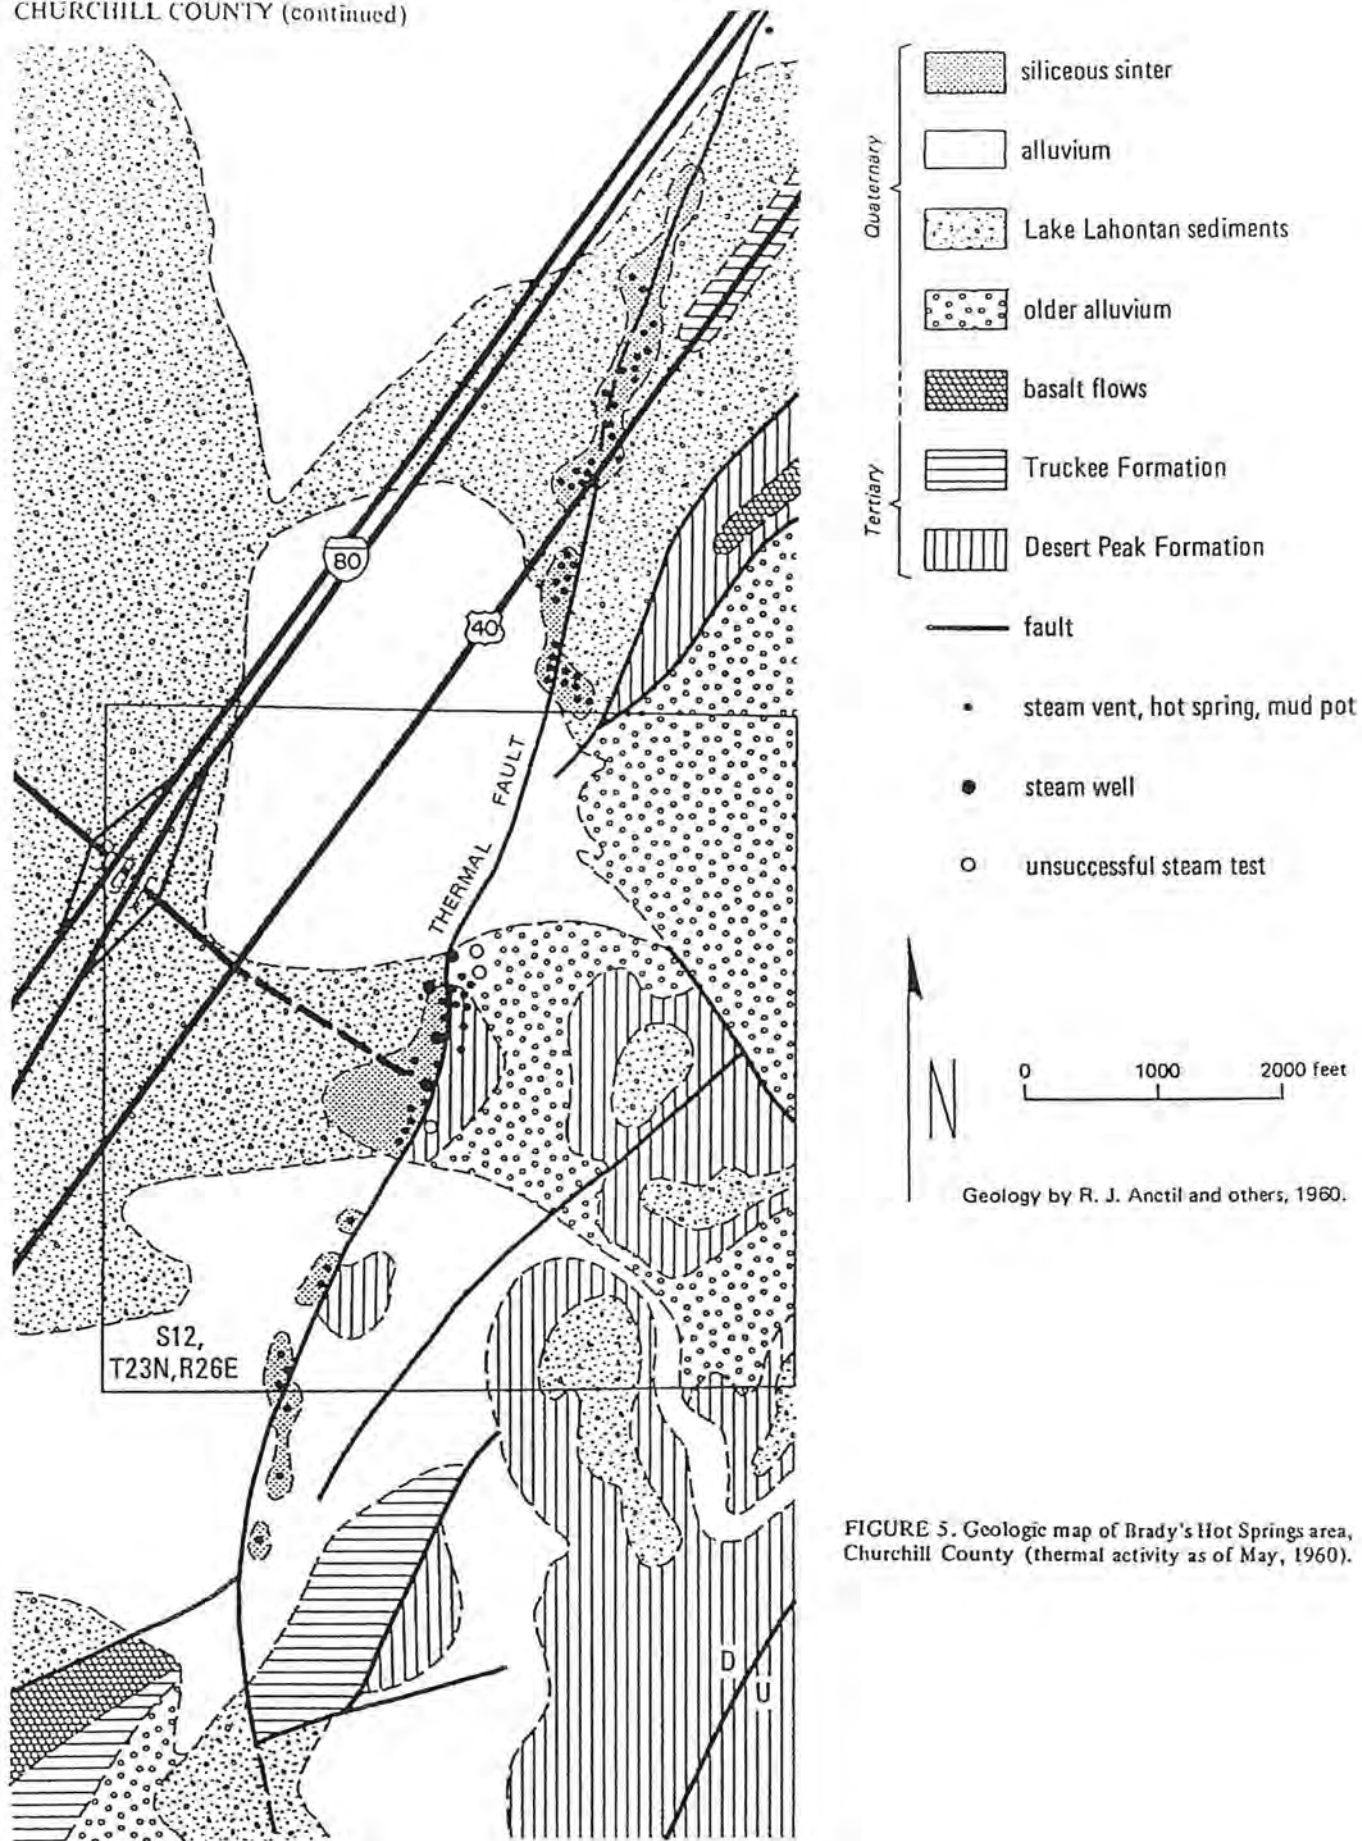 CHURCHILL COUNTY (continued)
Quaternary
Tertiary
siliceous sinter
alluvium
Lake Lahontan sediments
older alluvium
basalt flows
Truckee Formation
Desert Peak Formation
fault
steam vent, hot spring, mud pot
steam well
unsuccessful steam test
80
40
THERMAL FAULT
N
0 1000 2000 feet
Geology by R. J. Anctil and others, 1960.
S12,
T23N,R26E
D
U
FIGURE 5. Geologic map of Brady's Hot Springs area,
Churchill County (thermal activity as of May, 1960).